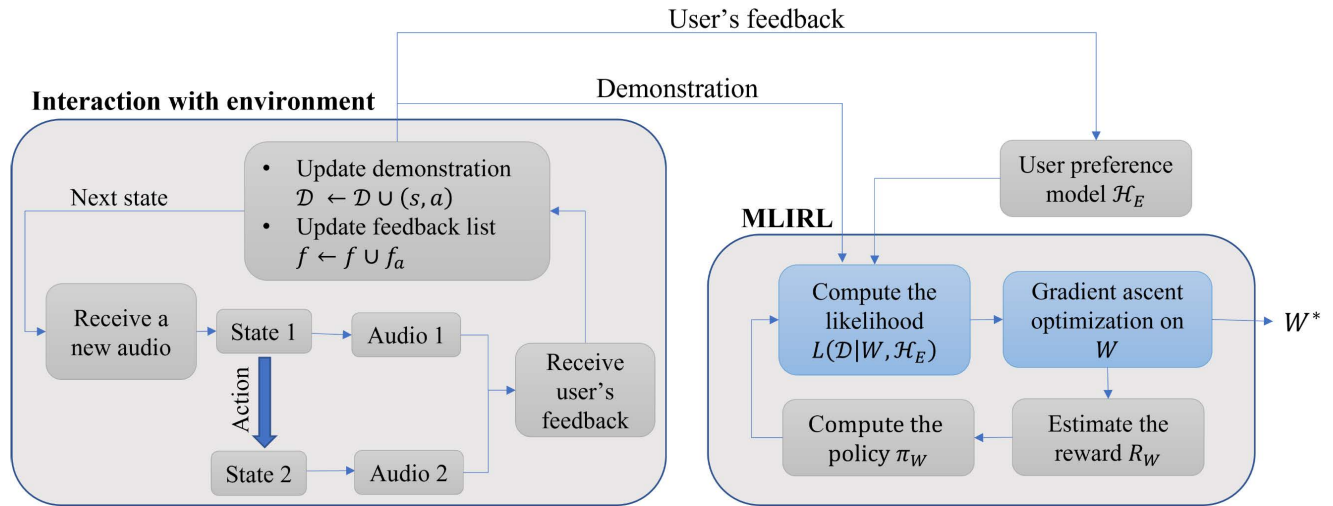 User's feedback
Demonstration
Interaction with environment
• Update demonstration
𝒟 ← 𝒟 ∪ (s, a)
• Update feedback list
f ← f ∪ fₐ
Next state
Receive a
new audio
State 1
Audio 1
Action
State 2
Audio 2
Receive
user's
feedback
User preference
model ℋ_E
MLIRL
Compute the
likelihood
L(𝒟|W, ℋ_E)
Gradient ascent
optimization on
W
W*
Compute the
policy π_W
Estimate the
reward R_W